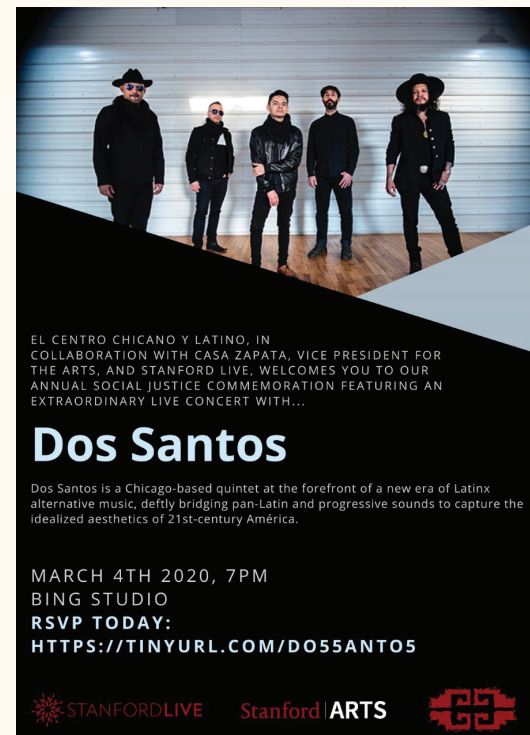 EL CENTRO CHICANO Y LATINO, IN
COLLABORATION WITH CASA ZAPATA, VICE PRESIDENT FOR
THE ARTS, AND STANFORD LIVE, WELCOMES YOU TO OUR
ANNUAL SOCIAL JUSTICE COMMEMORATION FEATURING AN
EXTRAORDINARY LIVE CONCERT WITH...
Dos Santos
Dos Santos is a Chicago-based quintet at the forefront of a new era of Latinx
alternative music, deftly bridging pan-Latin and progressive sounds to capture the
idealized aesthetics of 21st-century América.
MARCH 4TH 2020, 7PM
BING STUDIO
RSVP TODAY:
HTTPS://TINYURL.COM/DO55ANTO5
STANFORDLIVE Stanford | ARTS